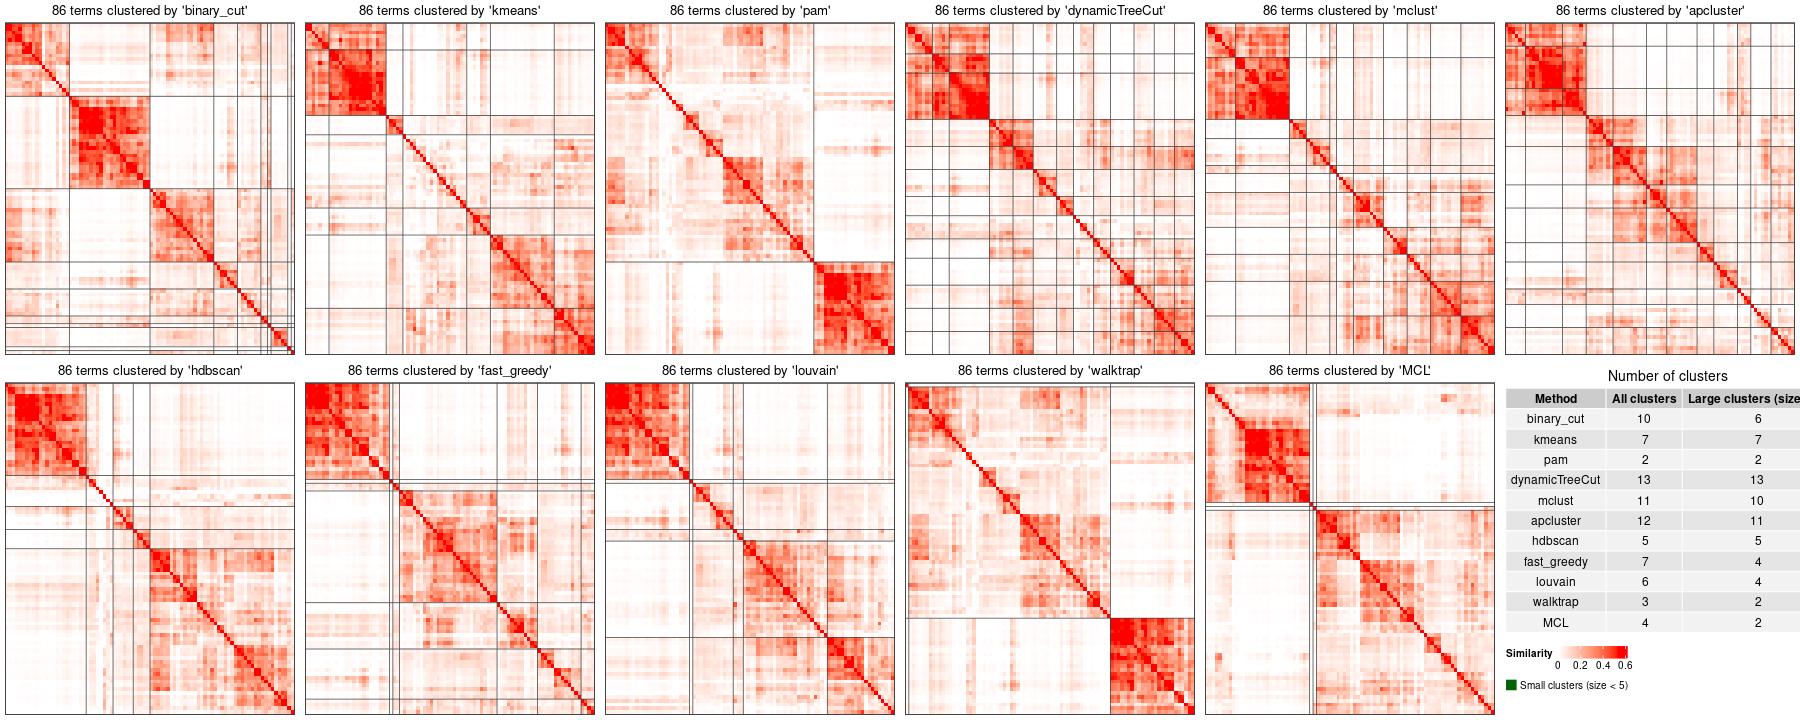 86 terms clustered by 'binary_cut'
86 terms clustered by 'kmeans'
86 terms clustered by 'pam'
86 terms clustered by 'dynamicTreeCut'
86 terms clustered by 'mclust'
86 terms clustered by 'apcluster'
86 terms clustered by 'hdbscan'
86 terms clustered by 'fast_greedy'
86 terms clustered by 'louvain'
86 terms clustered by 'walktrap'
86 terms clustered by 'MCL'
Number of clusters
Method All clusters Large clusters (size
binary_cut 10 6
kmeans 7 7
pam 2 2
dynamicTreeCut 13 13
mclust 11 10
apcluster 12 11
hdbscan 5 5
fast_greedy 7 4
louvain 6 4
walktrap 3 2
MCL 4 2
Similarity
0 0.2 0.4 0.6
Small clusters (size < 5)